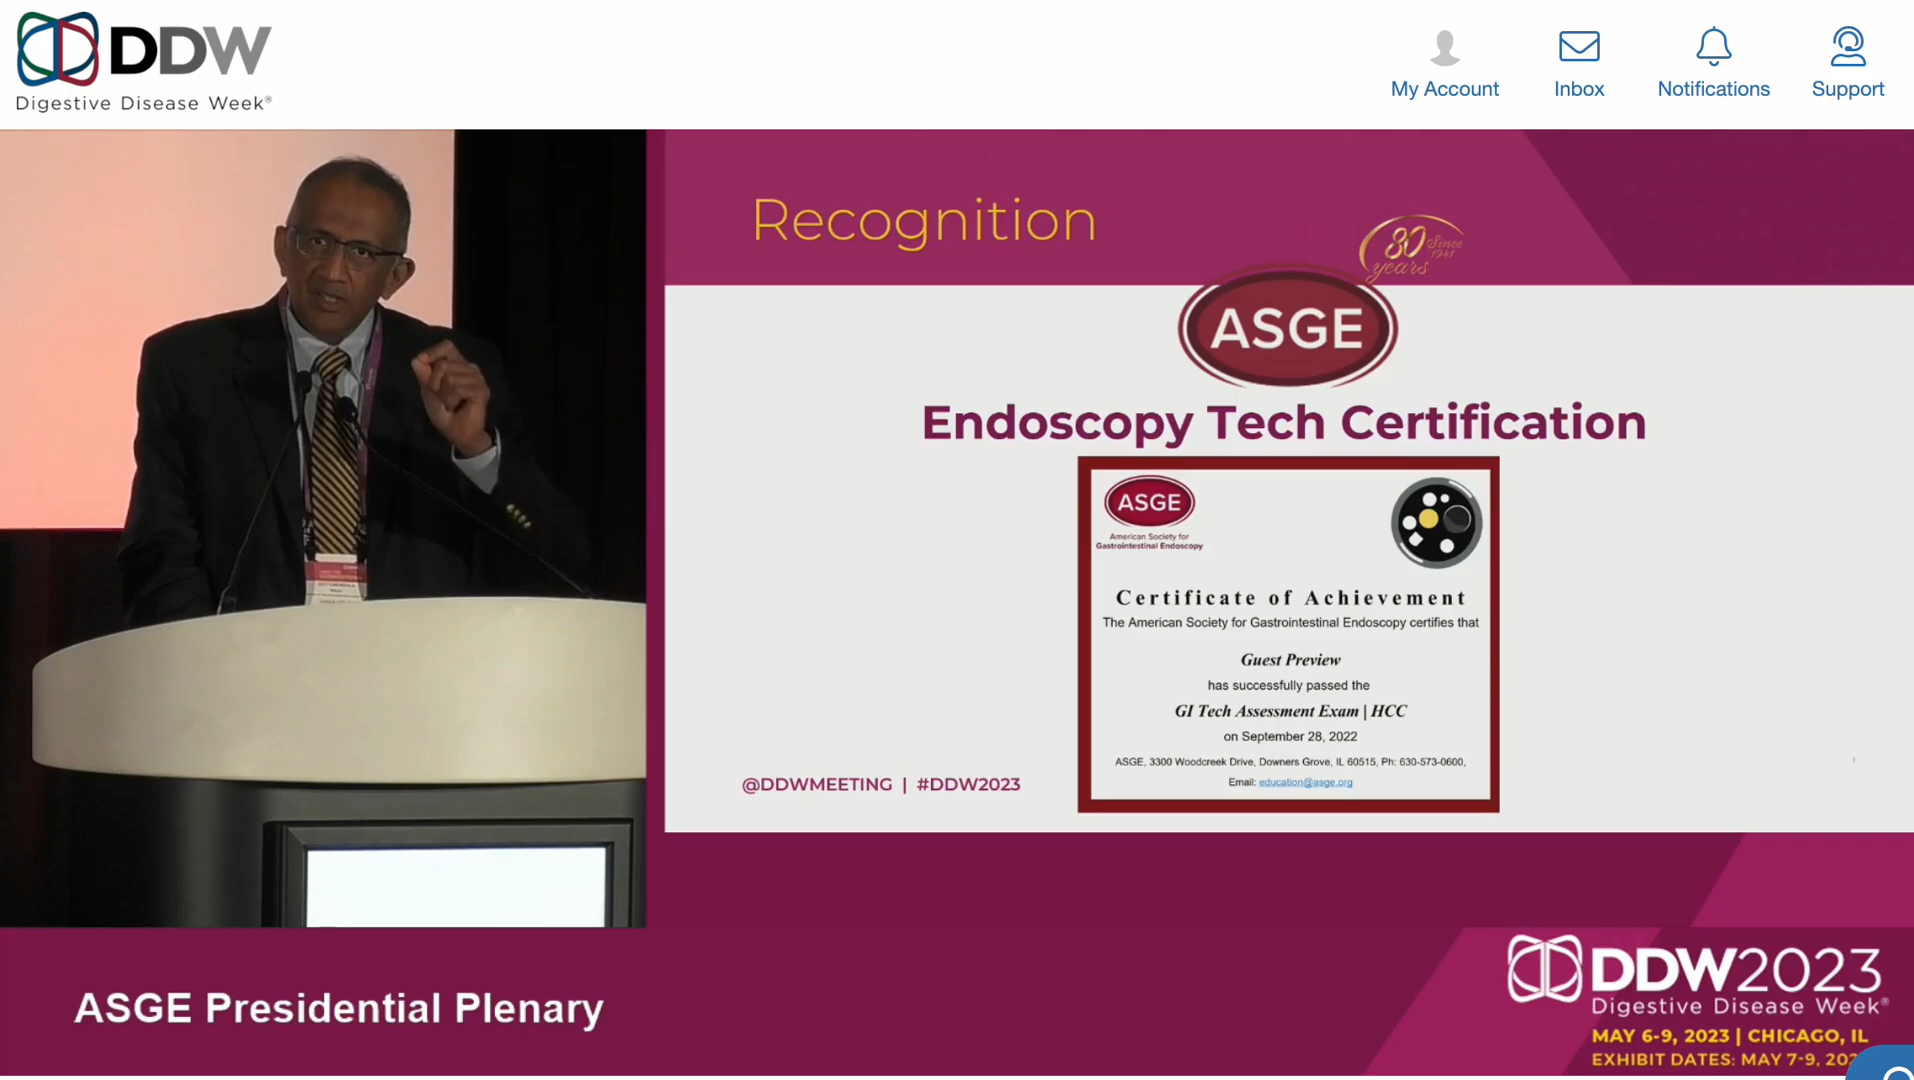 DDW
Digestive Disease Week®
My Account
Inbox
Notifications
Support
Recognition
80 Since
1941
years
ASGE
Endoscopy Tech Certification
ASGE
American Society for
Gastrointestinal Endoscopy
Certificate of Achievement
The American Society for Gastrointestinal Endoscopy certifies that
Guest Preview
has successfully passed the
GI Tech Assessment Exam | HCC
on September 28, 2022
ASGE, 3300 Woodcreek Drive, Downers Grove, IL 60515, Ph: 630-573-0600,
Email: education@asge.org
@DDWMEETING | #DDW2023
ASGE Presidential Plenary
DDW2023
Digestive Disease Week®
MAY 6-9, 2023 | CHICAGO, IL
EXHIBIT DATES: MAY 7-9, 202